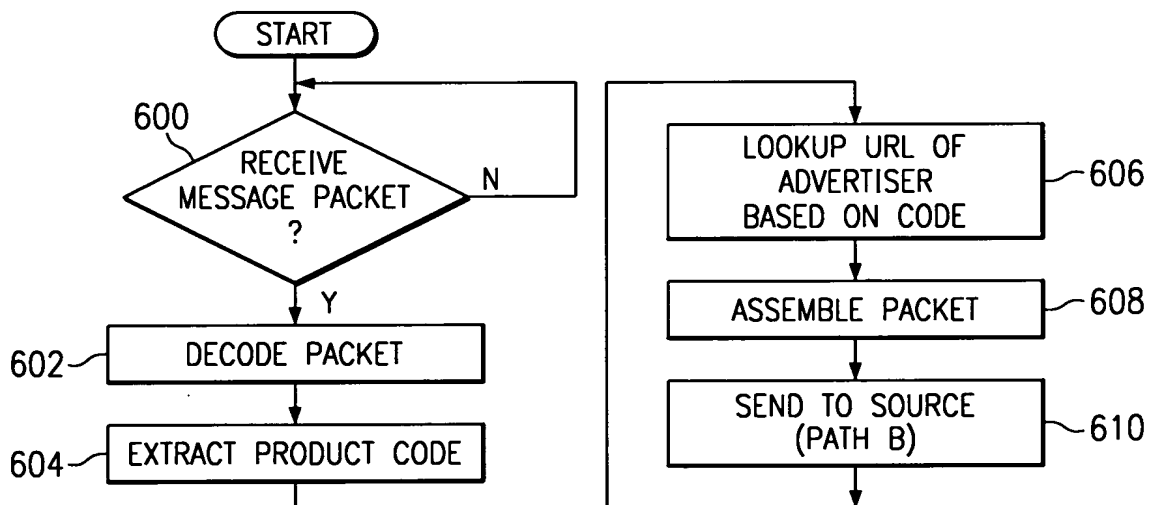 START
600
RECEIVE
MESSAGE PACKET
?
N
Y
DECODE PACKET
602
EXTRACT PRODUCT CODE
604
LOOKUP URL OF
ADVERTISER
BASED ON CODE
606
ASSEMBLE PACKET
608
SEND TO SOURCE
(PATH B)
610